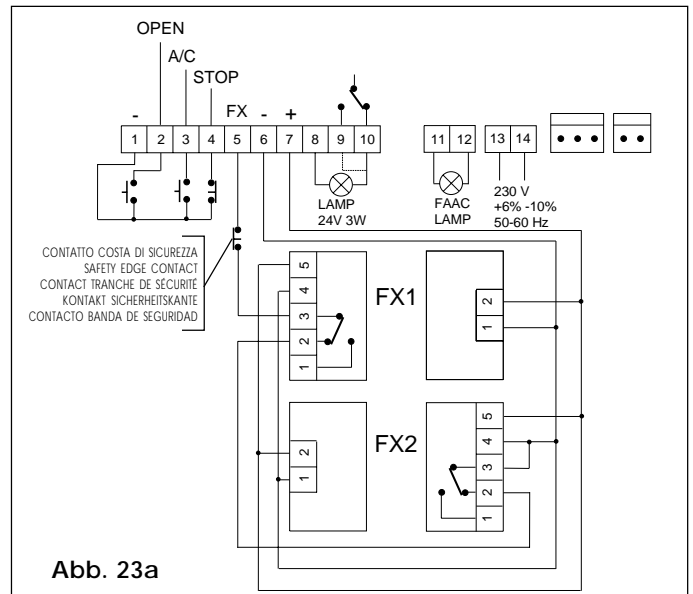 OPEN
A/C
STOP
- FX - +
1 2 3 4 5 6 7 8 9 10
11 12
13 14
LAMP
24V 3W
FAAC
LAMP
230 V
+6% -10%
50-60 Hz
CONTATTO COSTA DI SICUREZZA
SAFETY EDGE CONTACT
CONTACT TRANCHE DE SÉCURITÉ
KONTAKT SICHERHEITSKANTE
CONTACTO BANDA DE SEGURIDAD
5
4
3
2
1
FX1
2
1
2
1
FX2
5
4
3
2
1
Abb. 23a